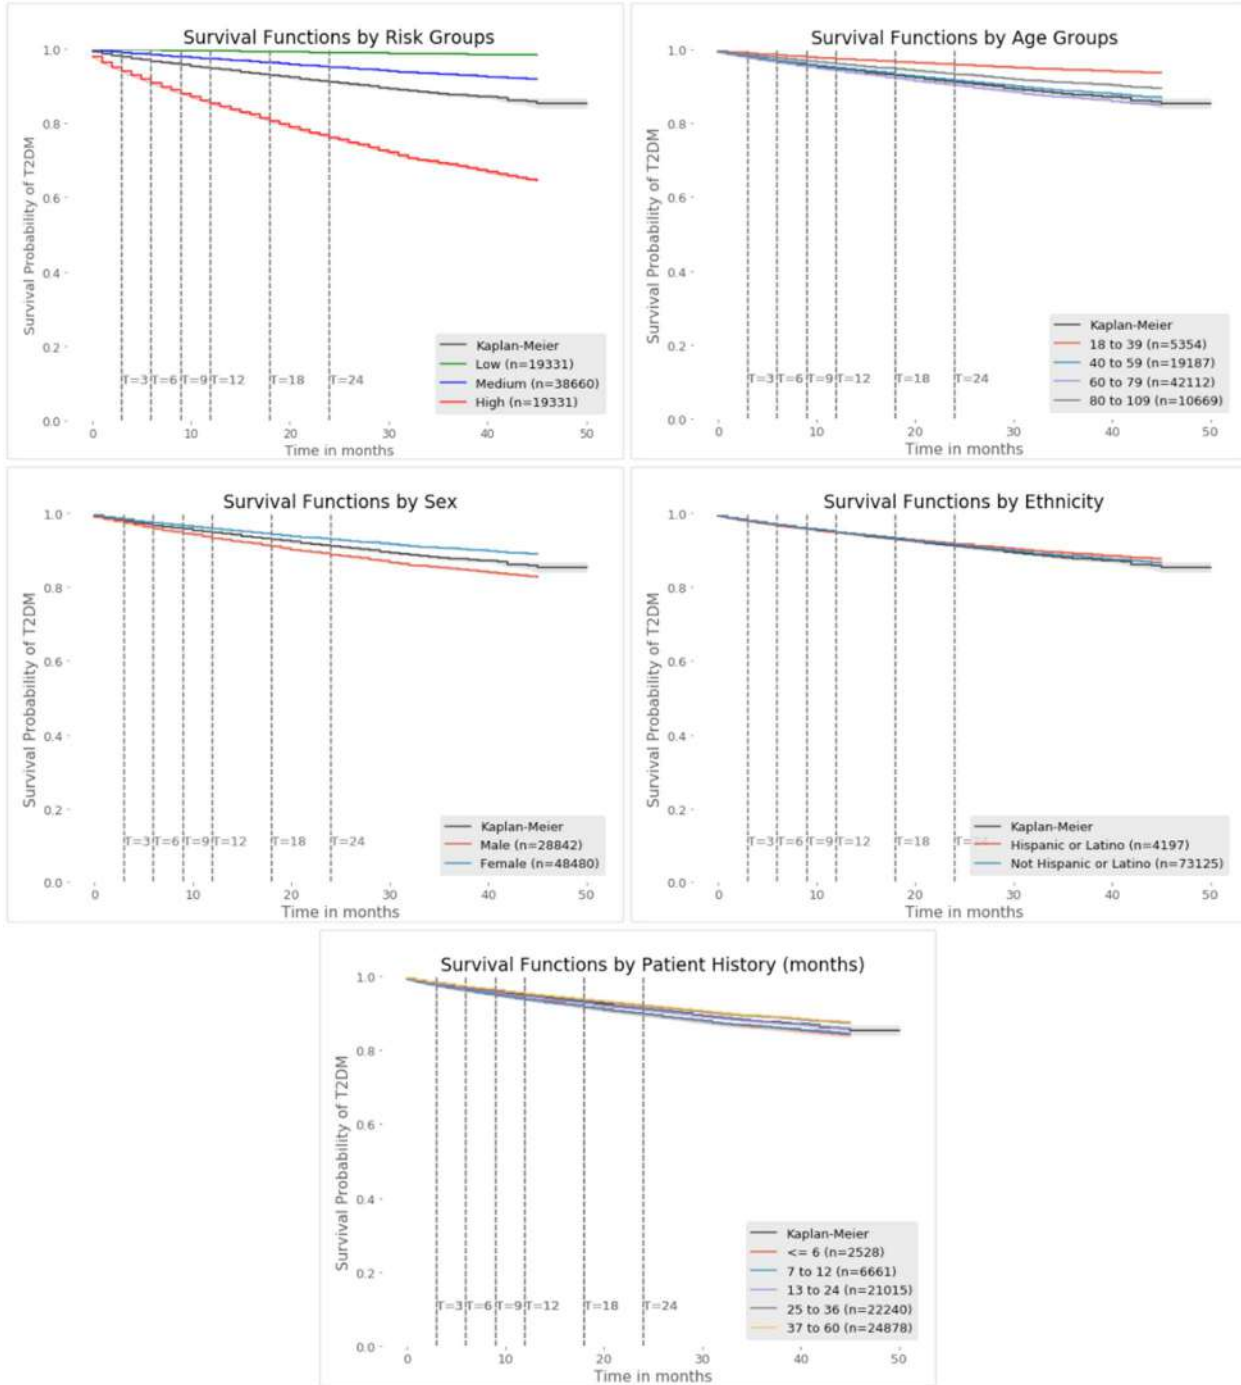 Survival Functions by Risk Groups
Survival Probability of T2DM
1.0
0.8
0.6
0.4
0.2
0.0
T=3 T=6 T=9 T=12 T=18 T=24
Kaplan-Meier
Low (n=19331)
Medium (n=38660)
High (n=19331)
0 10 20 30 40 50
Time in months
Survival Functions by Age Groups
Survival Probability of T2DM
1.0
0.8
0.6
0.4
0.2
0.0
T=3 T=6 T=9 T=12 T=18 T=24
Kaplan-Meier
18 to 39 (n=5354)
40 to 59 (n=19187)
60 to 79 (n=42112)
80 to 109 (n=10669)
0 10 20 30 40 50
Time in months
Survival Functions by Sex
Survival Probability of T2DM
1.0
0.8
0.6
0.4
0.2
0.0
T=3 T=6 T=9 T=12 T=18 T=24
Kaplan-Meier
Male (n=28842)
Female (n=48480)
0 10 20 30 40 50
Time in months
Survival Functions by Ethnicity
Survival Probability of T2DM
1.0
0.8
0.6
0.4
0.2
0.0
T=3 T=6 T=9 T=12 T=18
Kaplan-Meier
Hispanic or Latino (n=4197)
Not Hispanic or Latino (n=73125)
0 10 20 30 40 50
Time in months
Survival Functions by Patient History (months)
Survival Probability of T2DM
1.0
0.8
0.6
0.4
0.2
0.0
T=3 T=6 T=9 T=12 T=18 T=24
Kaplan-Meier
<= 6 (n=2528)
7 to 12 (n=6661)
13 to 24 (n=21015)
25 to 36 (n=22240)
37 to 60 (n=24878)
0 10 20 30 40 50
Time in months